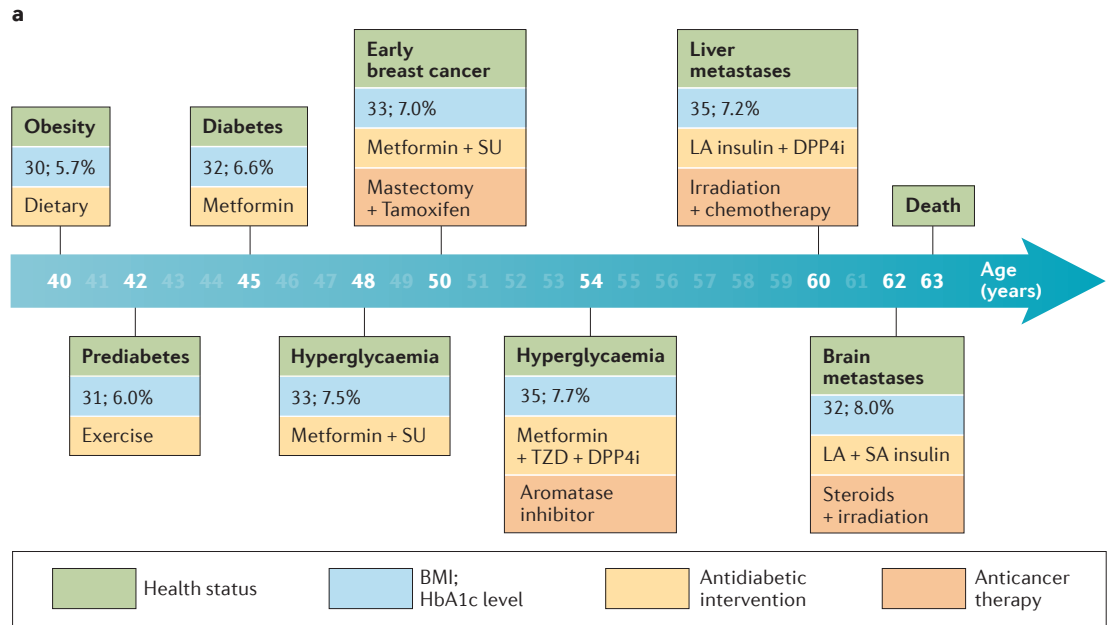 a
Early
breast cancer
33; 7.0%
Metformin + SU
Mastectomy
+ Tamoxifen
Liver
metastases
35; 7.2%
LA insulin + DPP4i
Irradiation
+ chemotherapy
Obesity
30; 5.7%
Dietary
Diabetes
32; 6.6%
Metformin
Death
40 41 42 43 44 45 46 47 48 49 50 51 52 53 54 55 56 57 58 59 60 61 62 63
Age
(years)
Prediabetes
31; 6.0%
Exercise
Hyperglycaemia
33; 7.5%
Metformin + SU
Hyperglycaemia
35; 7.7%
Metformin
+ TZD + DPP4i
Aromatase
inhibitor
Brain
metastases
32; 8.0%
LA + SA insulin
Steroids
+ irradiation
Health status
BMI;
HbA1c level
Antidiabetic
intervention
Anticancer
therapy